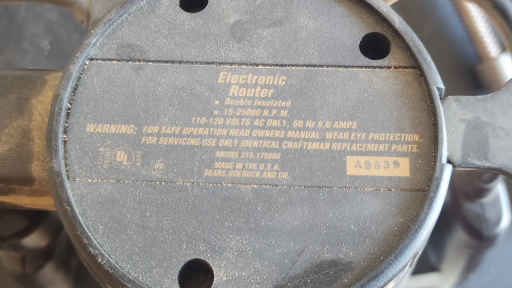 Electronic
Router
■ Double Insulated
■ 15-25000 R.P.M.
110-120 VOLTS AC ONLY, 60 Hz AMPS
WARNING: FOR SAFE OPERATION READ OWNERS MANUAL. WEAR EYE PROTECTION.
FOR SERVICING USE ONLY IDENTICAL CRAFTSMAN REPLACEMENT PARTS.
UL
MODEL
MADE IN THE U.S.A.
SEARS, ROEBUCK AND CO.